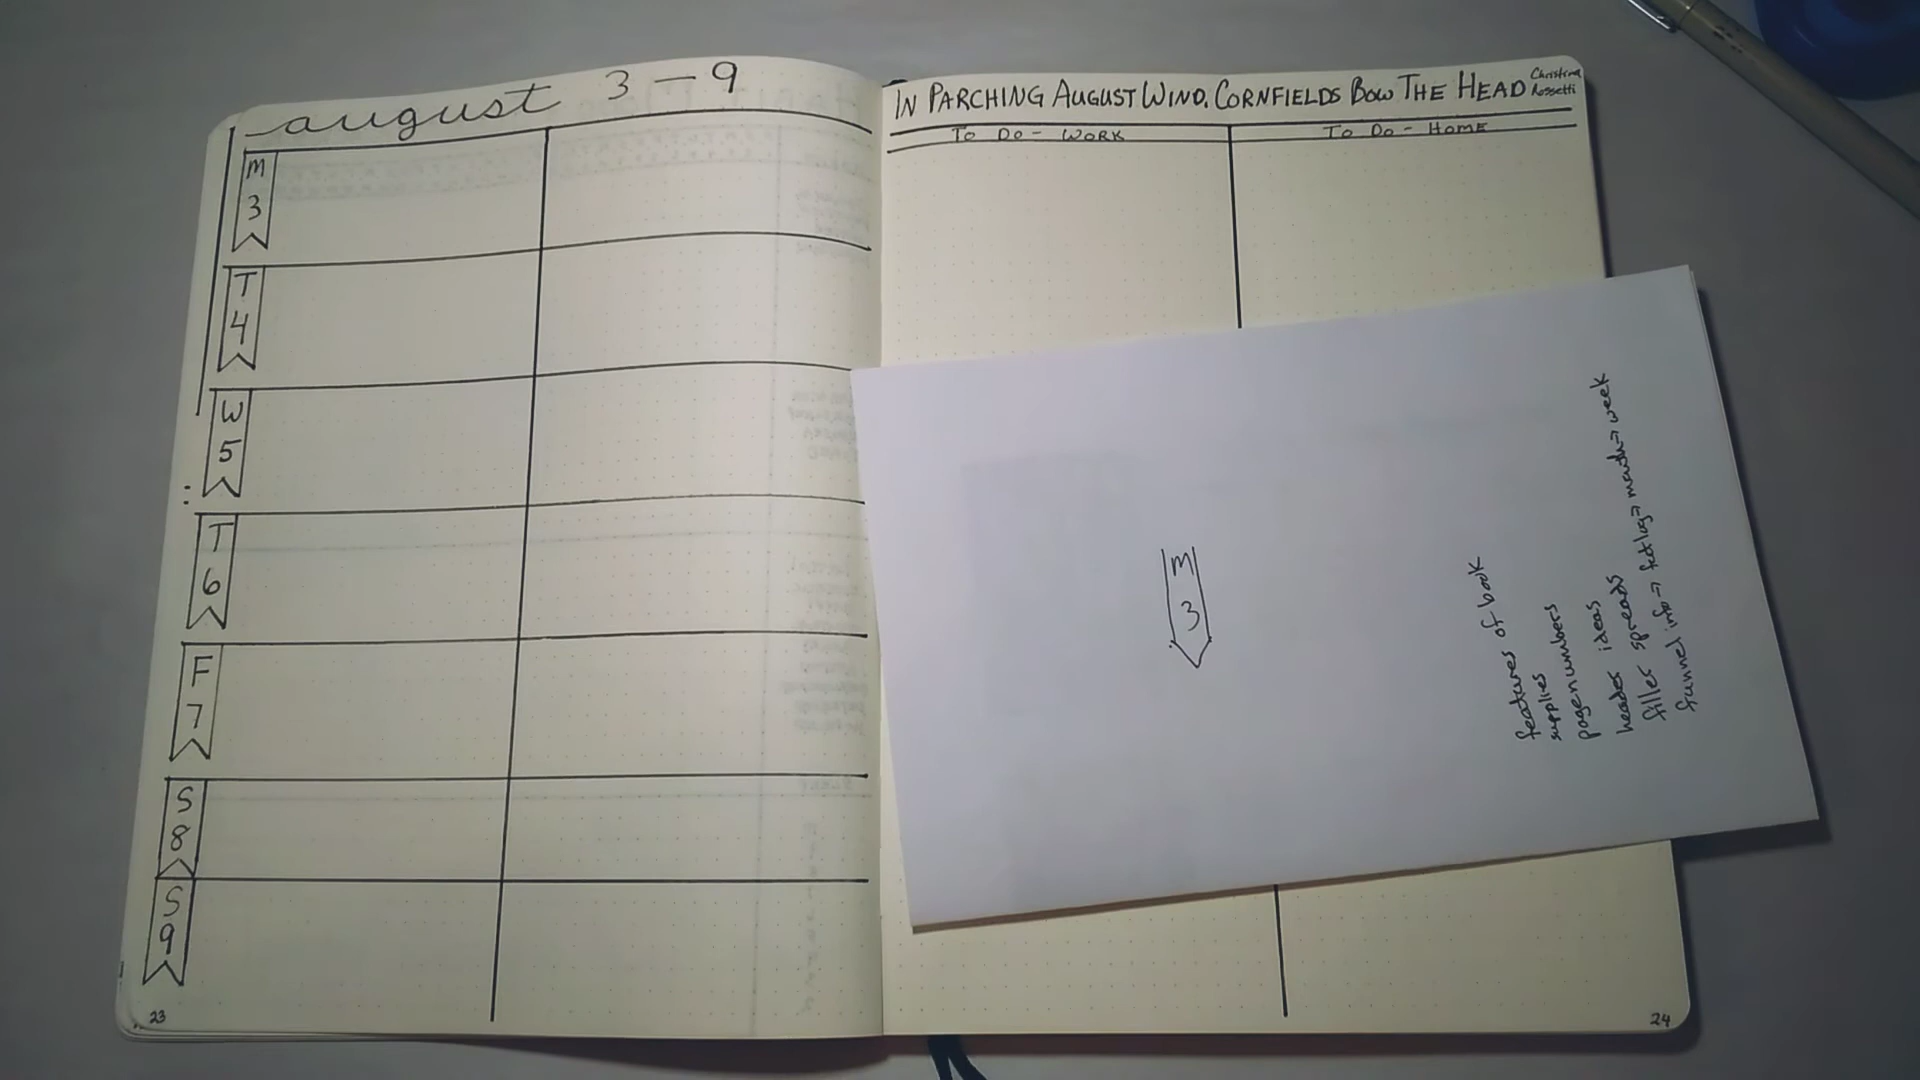 august 3 - 9
M
3
T
4
W
5
T
6
F
7
S
8
S
9
23
IN PARCHING AUGUST WIND, CORNFIELDS BOW THE HEAD Christina Rossetti
TO DO - WORK
TO DO - HOME
M
3
features of book
supplies
page numbers
header ideas
filler spreads
funnel info → futlog → month → week
24